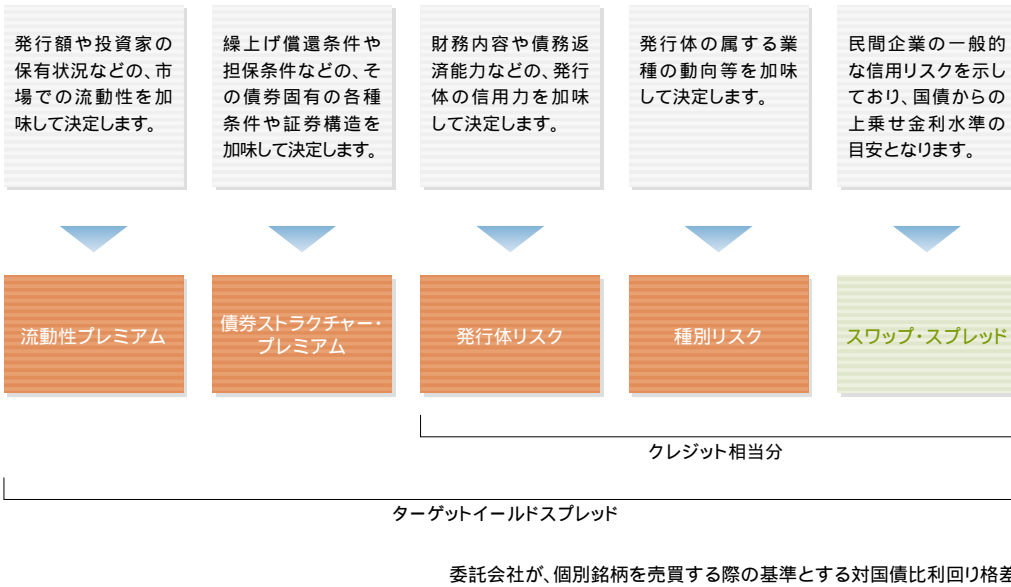 発行額や投資家の
保有状況などの、市
場での流動性を加
味して決定します。
繰上げ償還条件や
担保条件などの、そ
の債券固有の各種
条件や証券構造を
加味して決定します。
財務内容や債務返
済能力などの、発行
体の信用力を加味
して決定します。
発行体の属する業
種の動向等を加味
して決定します。
民間企業の一般的
な信用リスクを示し
ており、国債からの
上乗せ金利水準の
目安となります。
流動性プレミアム
債券ストラクチャー・
プレミアム
発行体リスク
種別リスク
スワップ・スプレッド
クレジット相当分
ターゲットイールドスプレッド
委託会社が、個別銘柄を売買する際の基準とする対国債比利回り格差